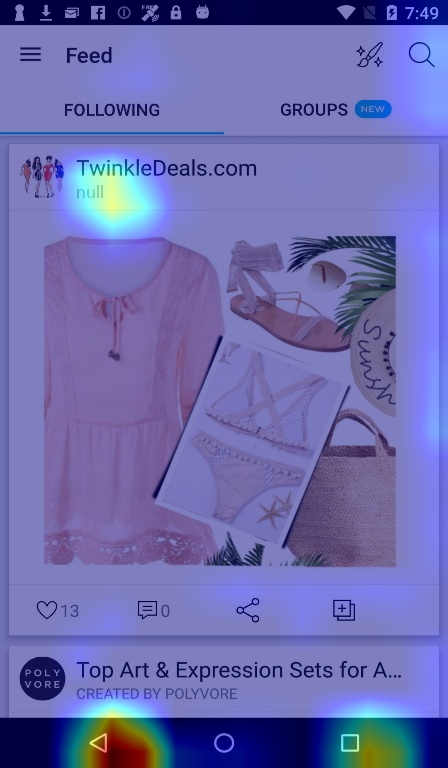 7:49
Feed
FOLLOWING
GROUPS NEW
TwinkleDeals.com
null
Sunsh
13
0
POLY
VORE
Top Art & Expression Sets for A...
CREATED BY POLYVORE